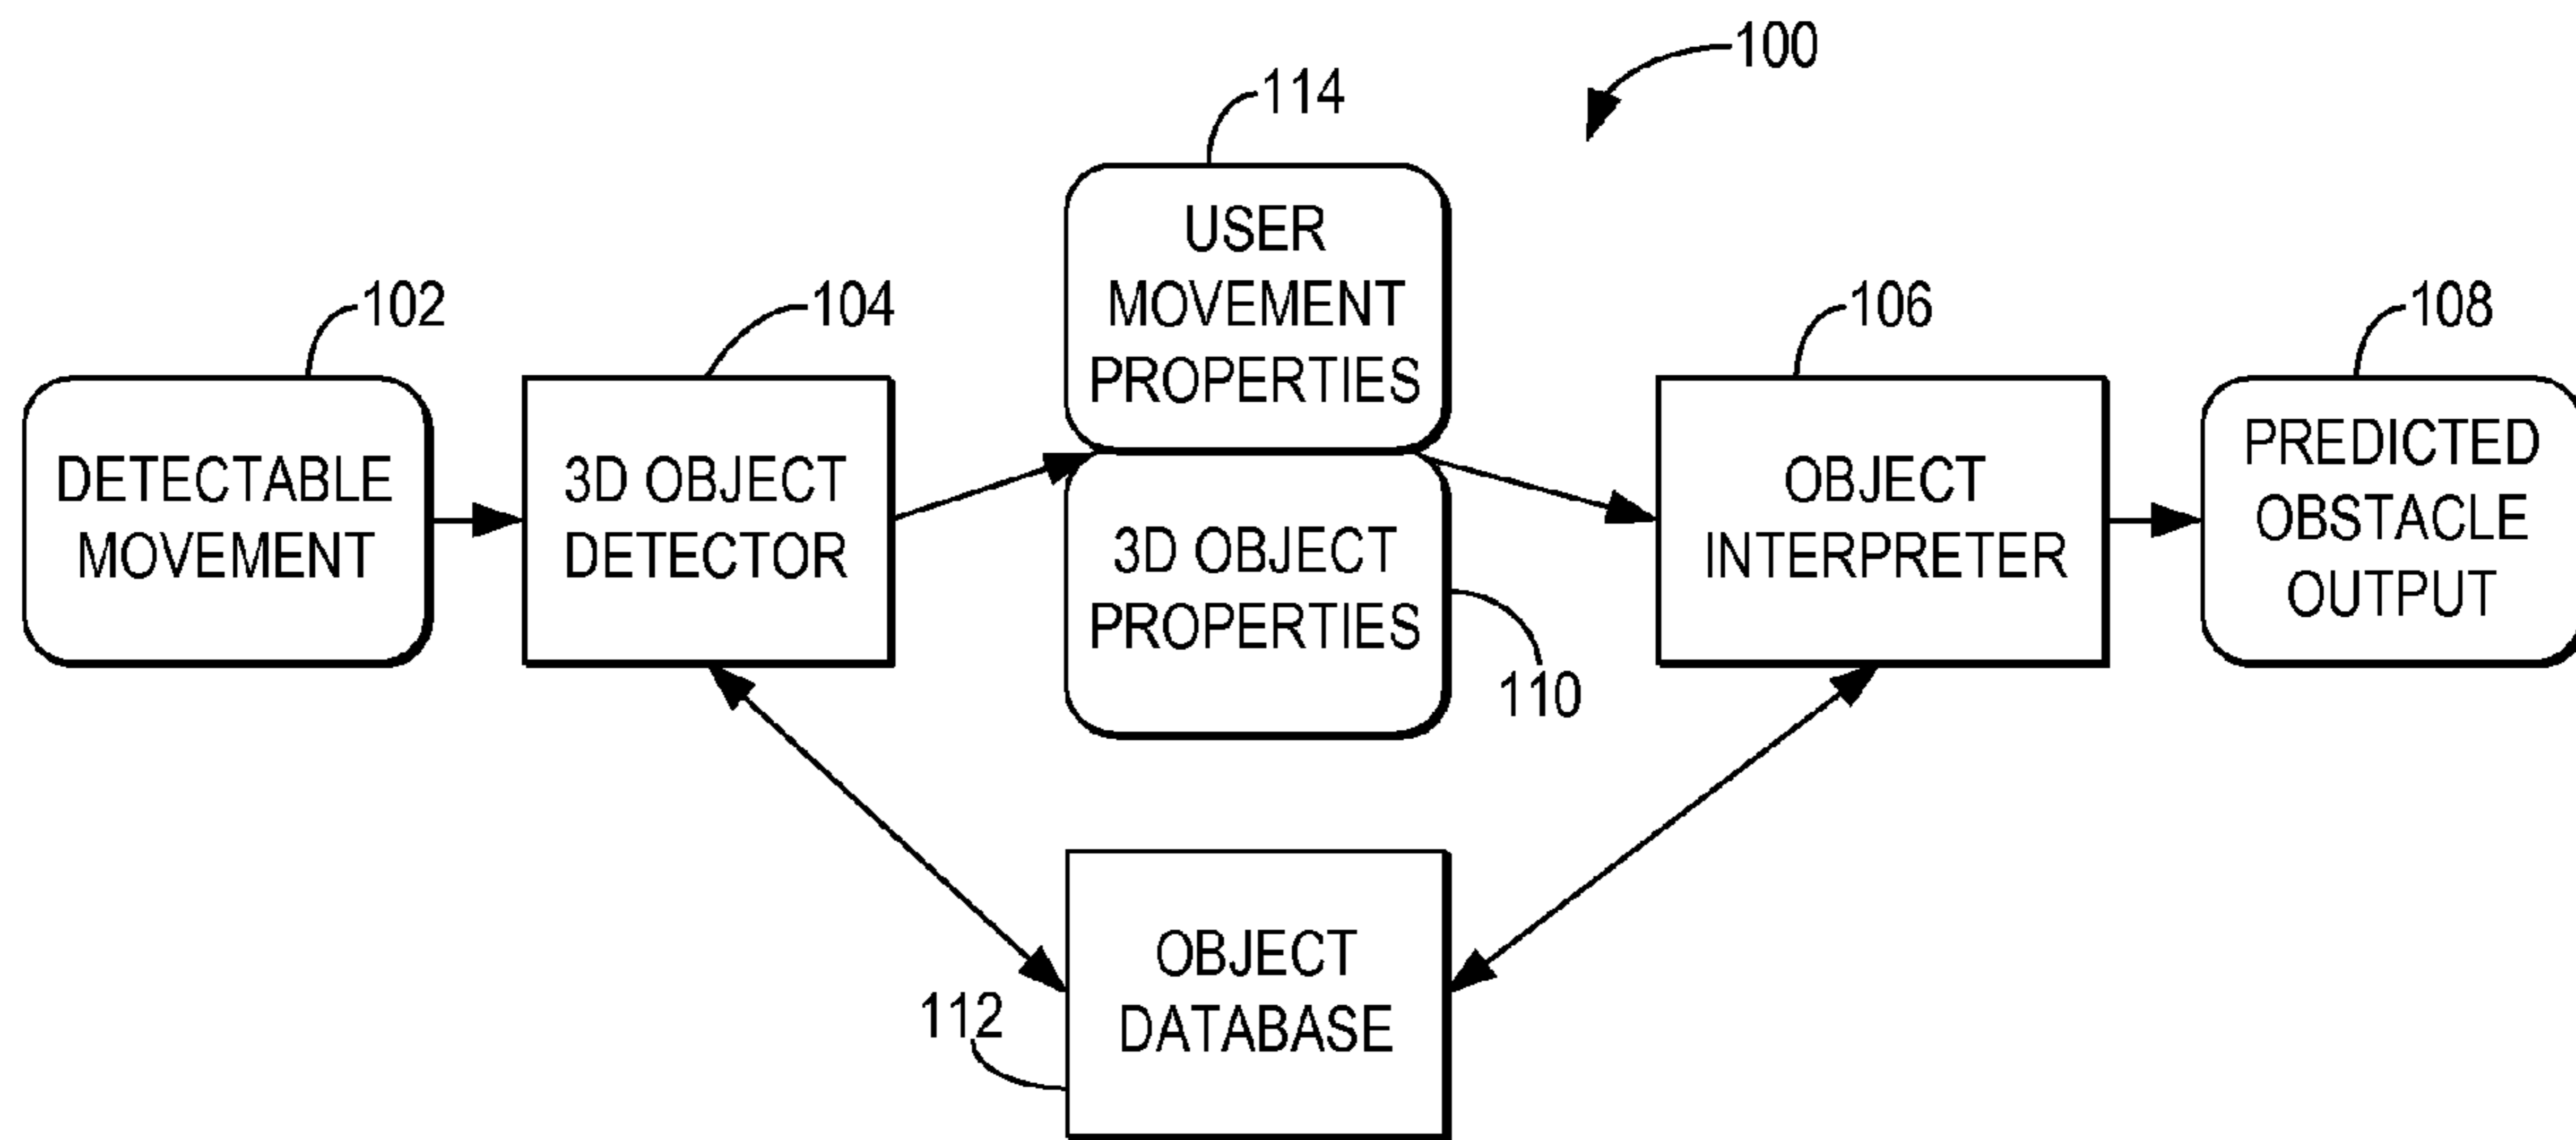 100
114
USER
MOVEMENT
PROPERTIES
102
104
106
108
DETECTABLE
MOVEMENT
3D OBJECT
DETECTOR
3D OBJECT
PROPERTIES
110
OBJECT
INTERPRETER
PREDICTED
OBSTACLE
OUTPUT
OBJECT
DATABASE
112